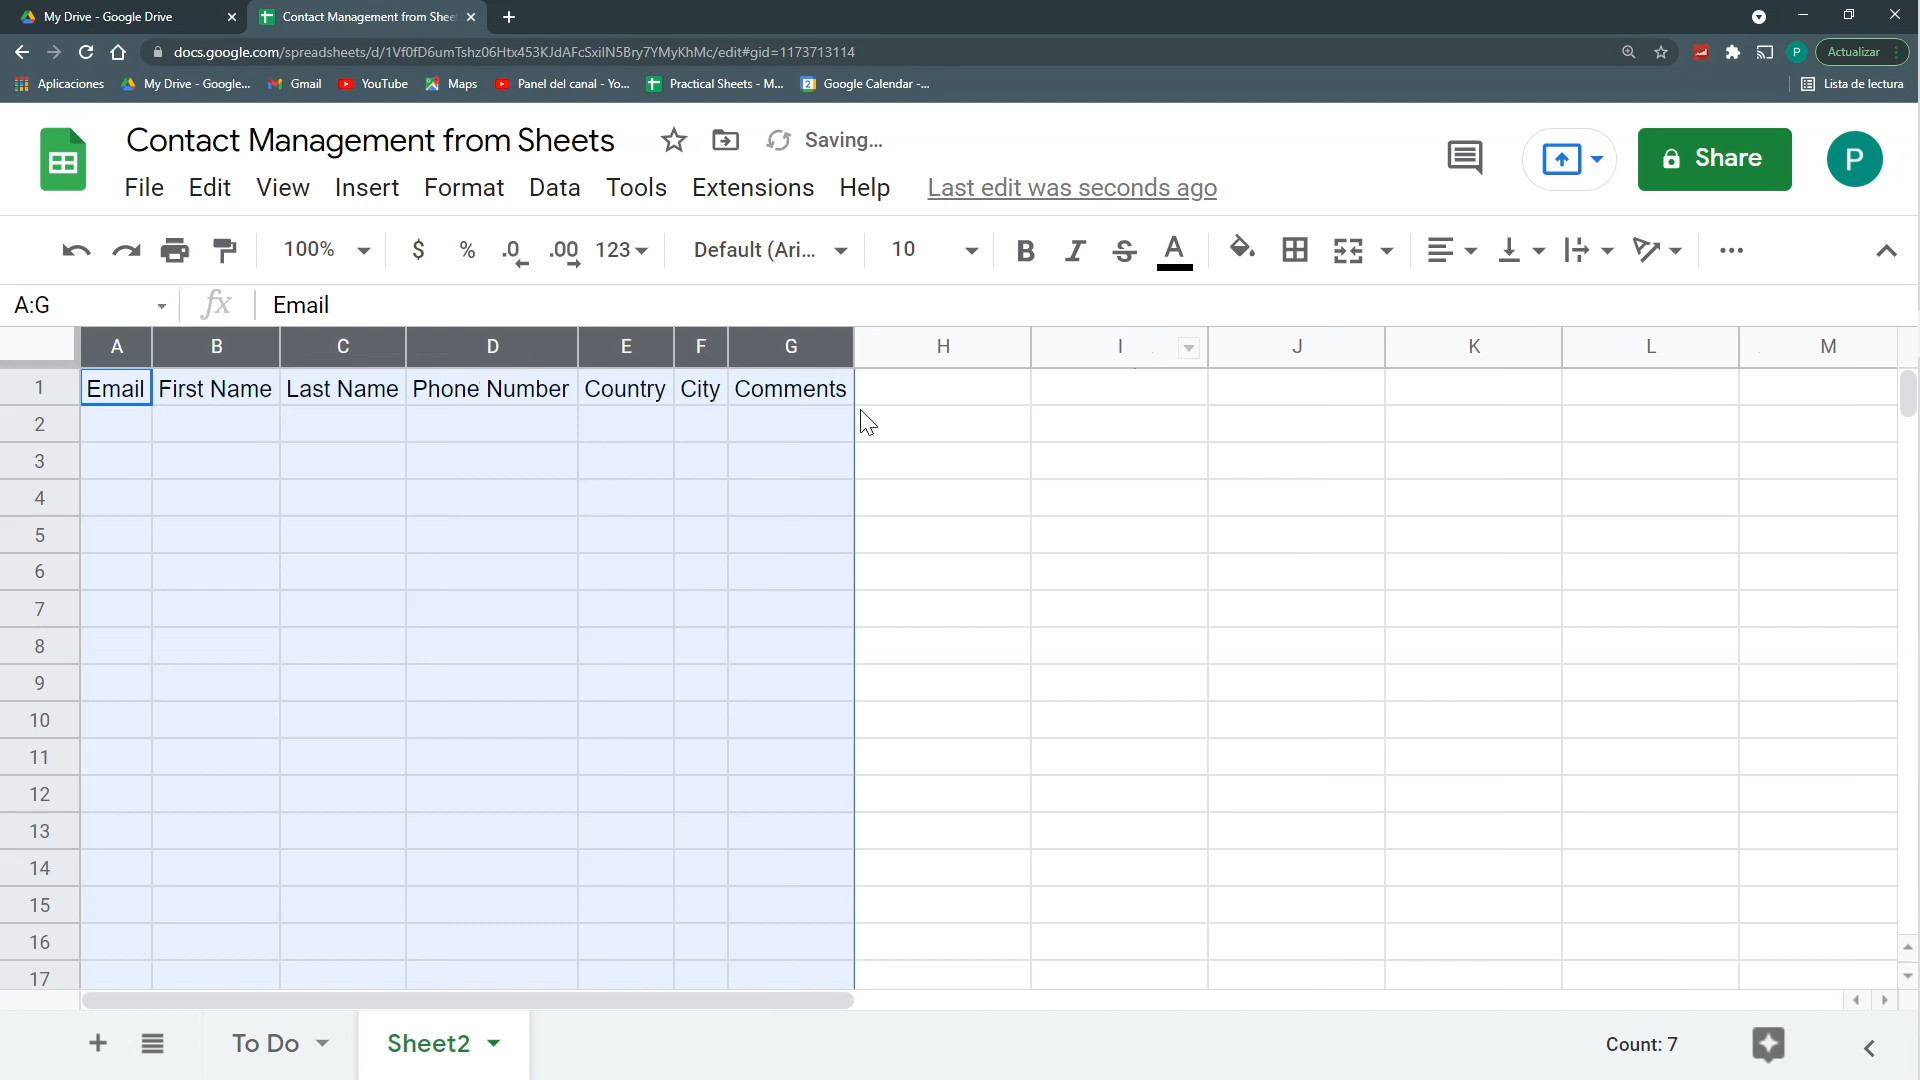 My Drive - Google Drive
Contact Management from Shee
docs.google.com/spreadsheets/d/1Vf0fD6umTshz06Htx453KJdAFcSxilN5Bry7YMyKhMc/edit#gid=1173713114
P
Actualizar
Aplicaciones
My Drive - Google...
Gmail
YouTube
Maps
Panel del canal - Yo...
Practical Sheets - M...
Google Calendar -...
Lista de lectura
Contact Management from Sheets
Saving...
Share
P
File Edit View Insert Format Data Tools Extensions Help Last edit was seconds ago
100% $ % .0 .00 123 Default (Ari... 10 B I S A
A:G fx Email
A B C D E F G H I J K L M
1 Email First Name Last Name Phone Number Country City Comments
2
3
4
5
6
7
8
9
10
11
12
13
14
15
16
17
To Do Sheet2 Count: 7